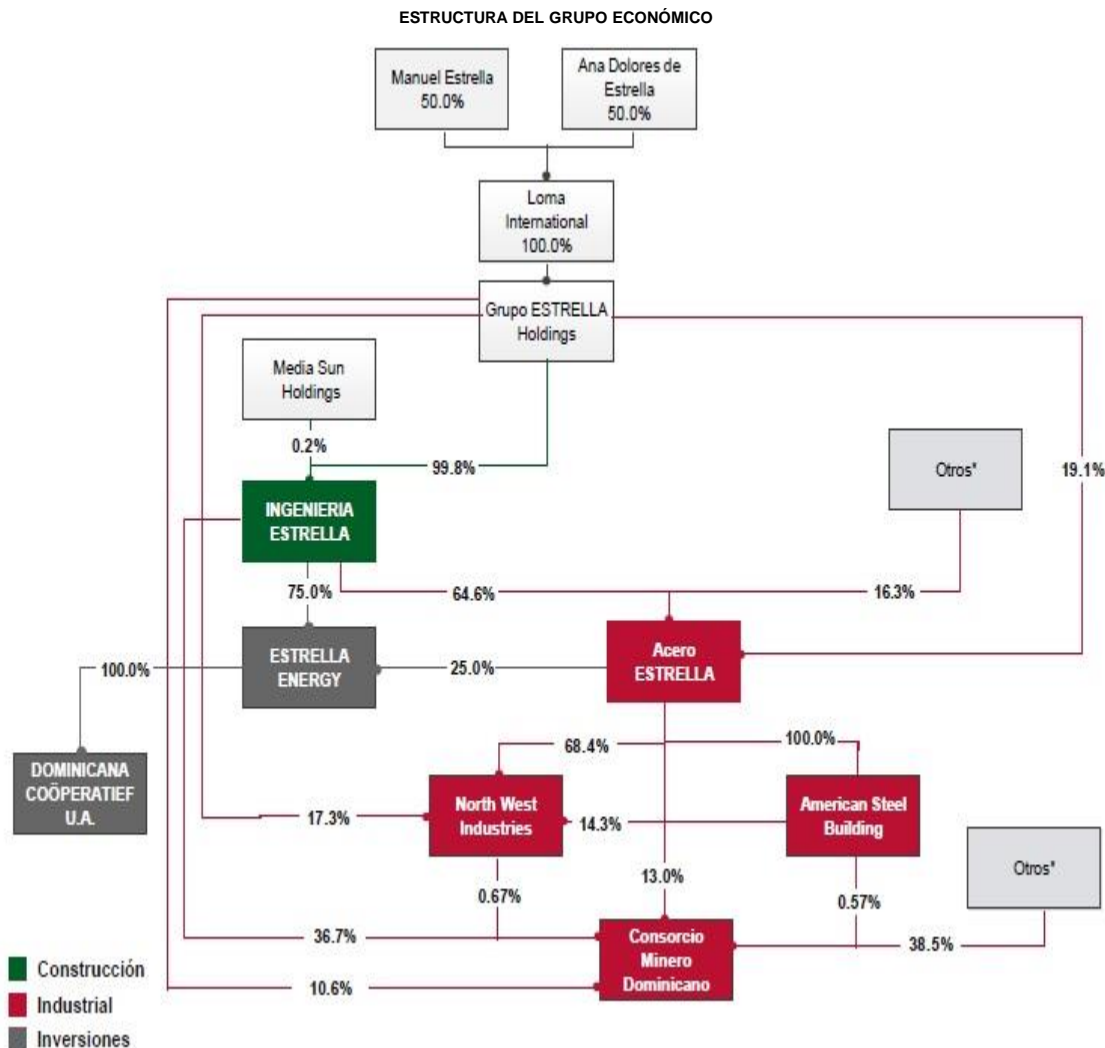 ESTRUCTURA DEL GRUPO ECONÓMICO
Manuel Estrella
50.0%
Ana Dolores de
Estrella
50.0%
Loma
International
100.0%
Grupo ESTRELLA
Holdings
Media Sun
Holdings
0.2%
99.8%
Otros*
19.1%
INGENIERIA
ESTRELLA
75.0%
64.6%
16.3%
ESTRELLA
ENERGY
100.0%
25.0%
Acero
ESTRELLA
68.4%
100.0%
DOMINICANA
COÖPERATIEF
U.A.
17.3%
North West
Industries
14.3%
American Steel
Building
Otros*
0.67%
13.0%
0.57%
36.7%
Consorcio
Minero
Dominicano
38.5%
10.6%
Construcción
Industrial
Inversiones